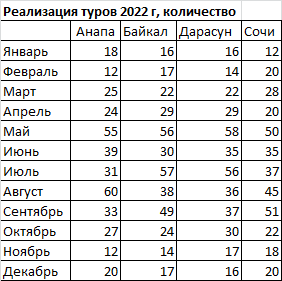 Реализация туров 2022 г, количество
Анапа Байкал Дарасун Сочи
Январь 18 16 16 12
Февраль 12 17 14 20
Март 25 22 22 28
Апрель 24 29 29 20
Май 55 56 58 50
Июнь 39 30 35 35
Июль 31 57 56 37
Август 60 38 36 45
Сентябрь 33 49 37 51
Октябрь 27 24 30 22
Ноябрь 12 14 17 18
Декабрь 20 17 16 20